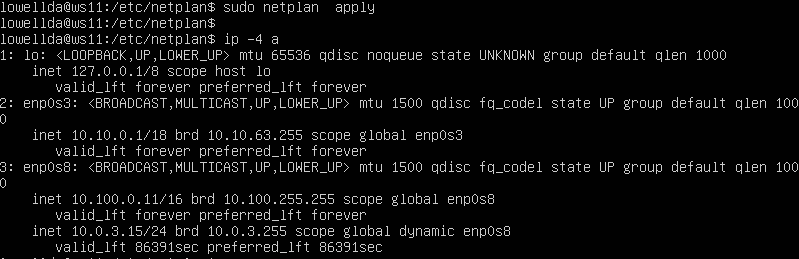 lowellda@ws11:/etc/netplan$ sudo netplan  apply
lowellda@ws11:/etc/netplan$
lowellda@ws11:/etc/netplan$ ip -4 a
1: lo: <LOOPBACK,UP,LOWER_UP> mtu 65536 qdisc noqueue state UNKNOWN group default qlen 1000
    inet 127.0.0.1/8 scope host lo
       valid_lft forever preferred_lft forever
2: enp0s3: <BROADCAST,MULTICAST,UP,LOWER_UP> mtu 1500 qdisc fq_codel state UP group default qlen 100
0
    inet 10.10.0.1/18 brd 10.10.63.255 scope global enp0s3
       valid_lft forever preferred_lft forever
3: enp0s8: <BROADCAST,MULTICAST,UP,LOWER_UP> mtu 1500 qdisc fq_codel state UP group default qlen 100
0
    inet 10.100.0.11/16 brd 10.100.255.255 scope global enp0s8
       valid_lft forever preferred_lft forever
    inet 10.0.3.15/24 brd 10.0.3.255 scope global dynamic enp0s8
       valid_lft 86391sec preferred_lft 86391sec